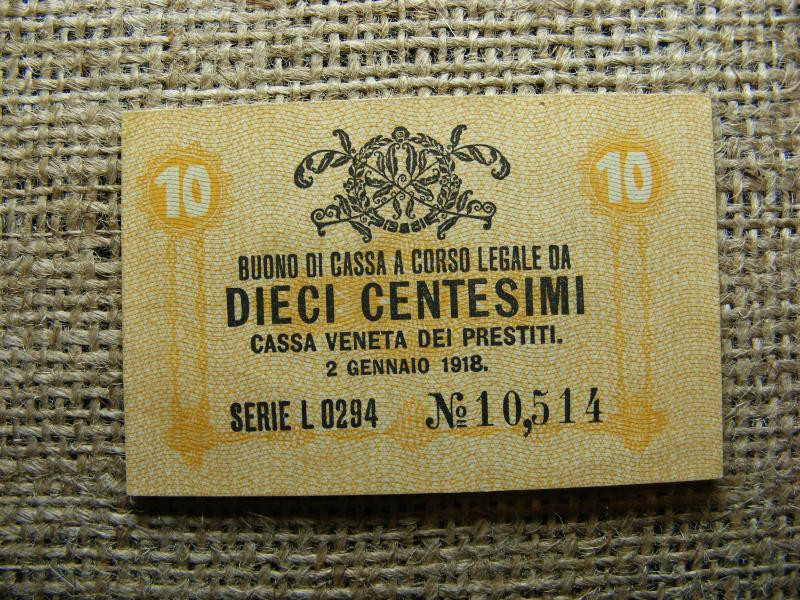 10 10
BUONO DI CASSA A CORSO LEGALE DA
DIECI CENTESIMI
CASSA VENETA DEI PRESTITI.
2 GENNAIO 1918.
SERIE L 0294 № 10,514